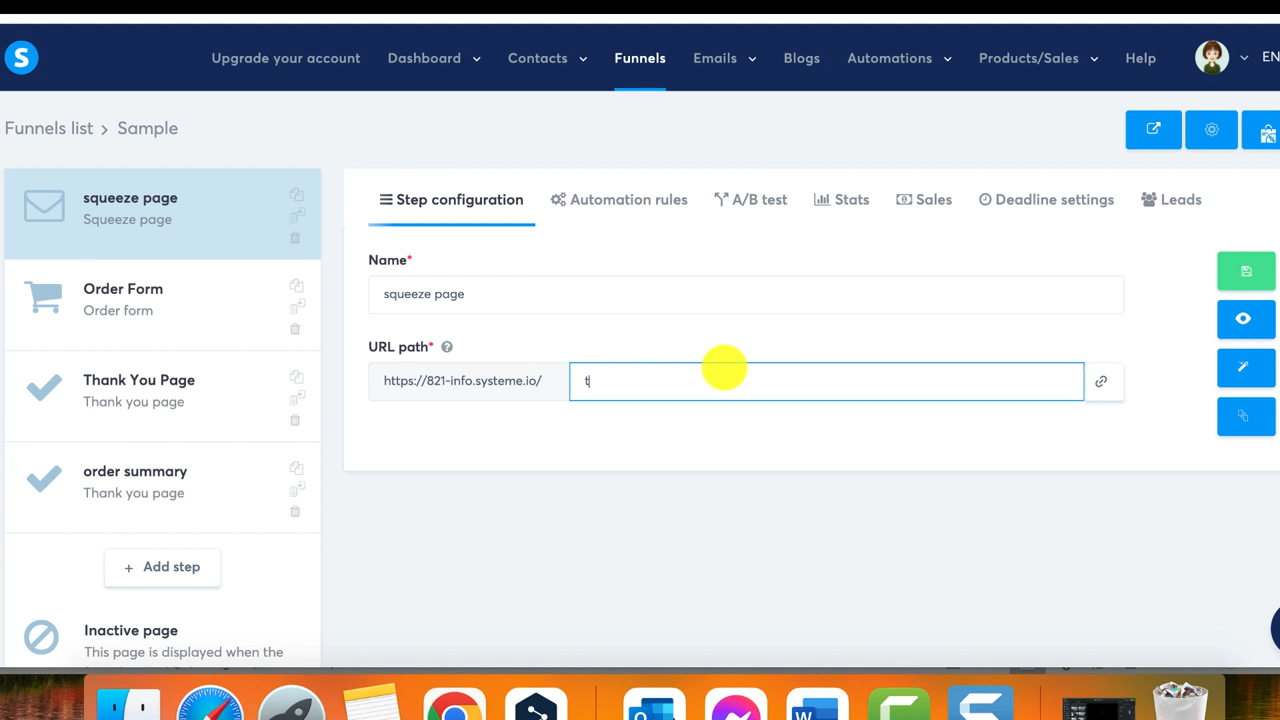 S
Upgrade your account Dashboard Contacts Funnels Emails Blogs Automations Products/Sales Help EN
Funnels list > Sample
squeeze page
Squeeze page
Order Form
Order form
Thank You Page
Thank you page
order summary
Thank you page
+ Add step
Inactive page
This page is displayed when the
Step configuration Automation rules A/B test Stats Sales Deadline settings Leads
Name*
squeeze page
URL path* ?
https://821-info.systeme.io/ t